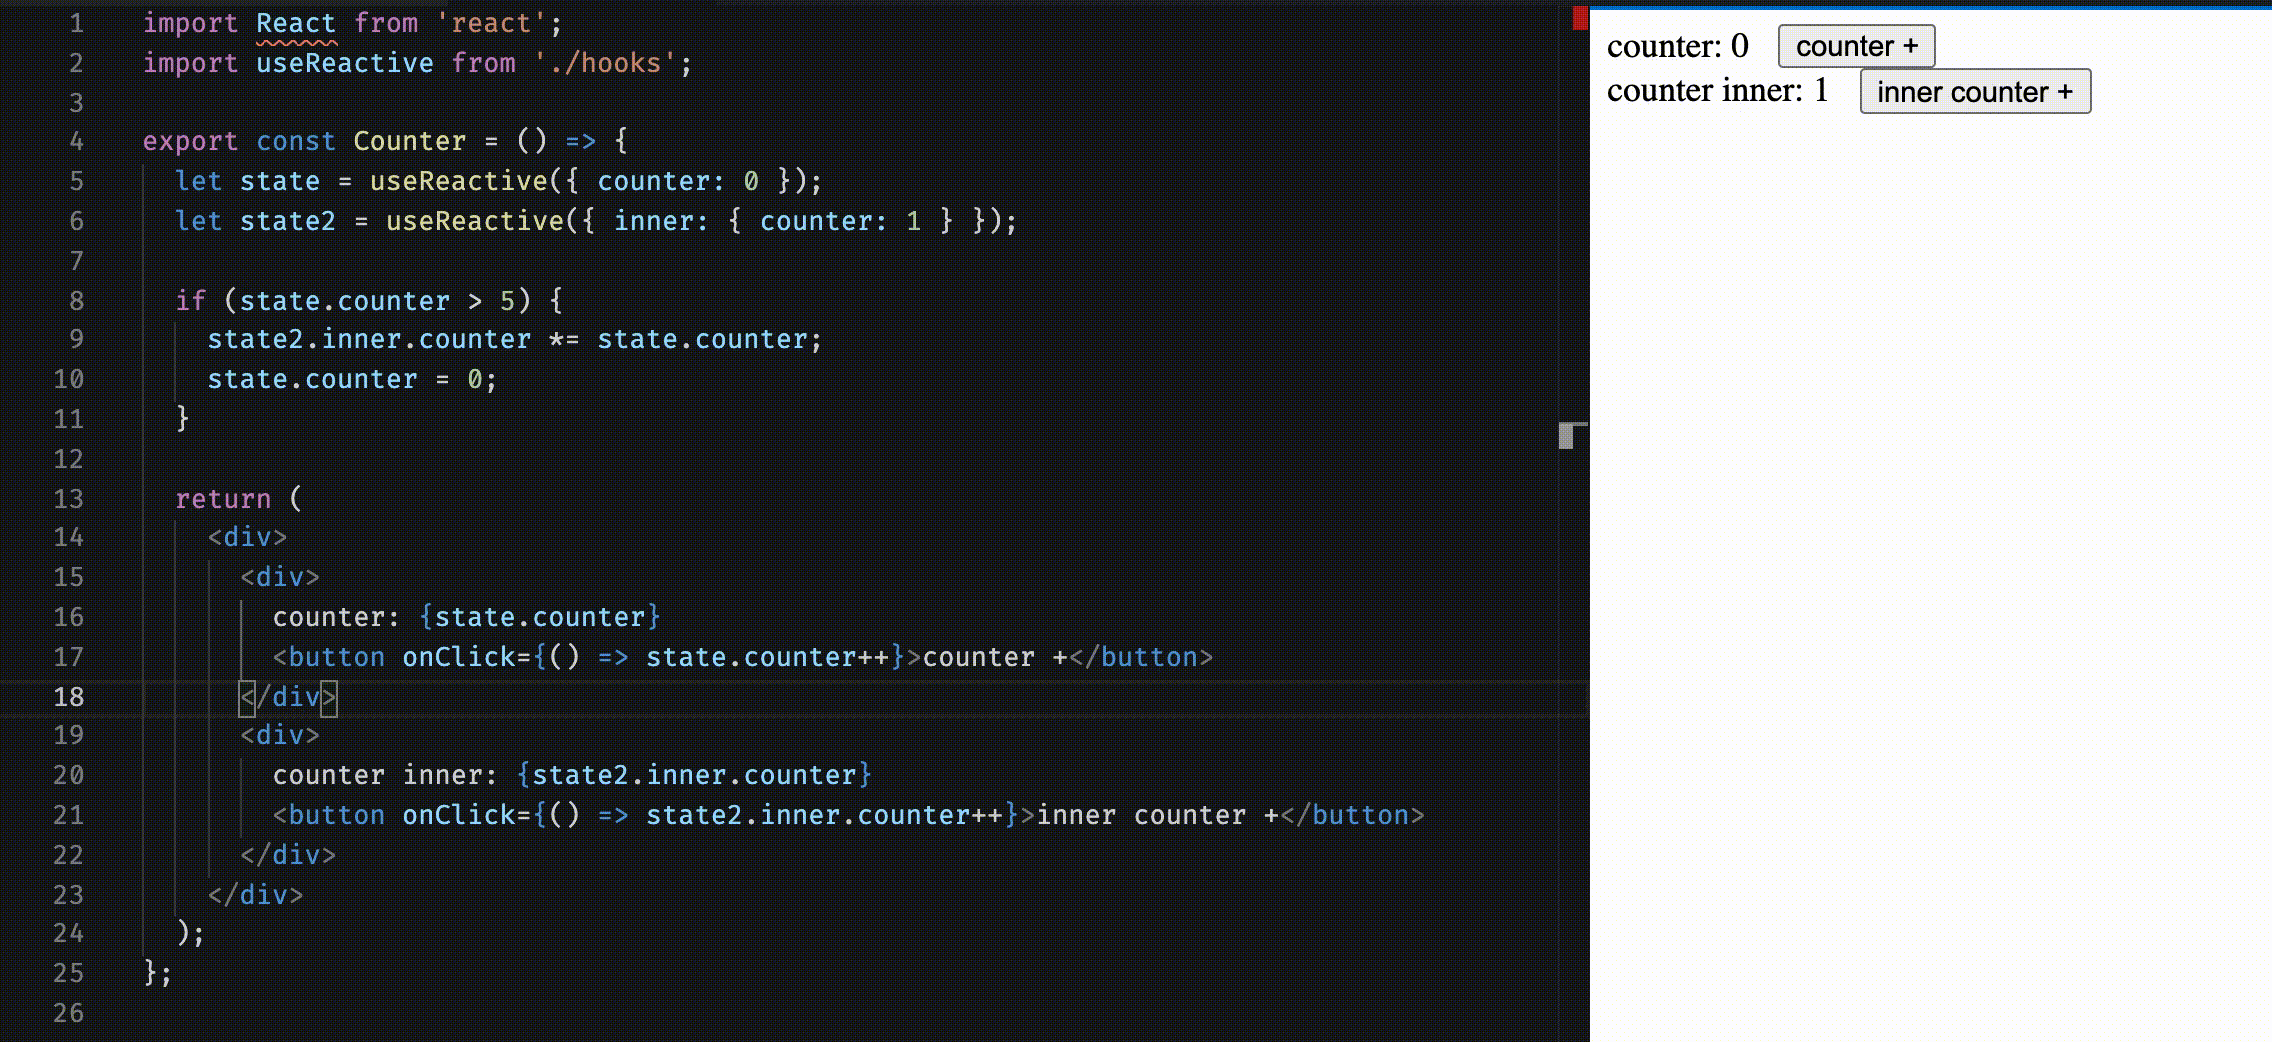 1 import React from 'react';
2 import useReactive from './hooks';
3
4 export const Counter = () => {
5 let state = useReactive({ counter: 0 });
6 let state2 = useReactive({ inner: { counter: 1 } });
7
8 if (state.counter > 5) {
9 state2.inner.counter *= state.counter;
10 state.counter = 0;
11 }
12
13 return (
14 <div>
15 <div>
16 counter: {state.counter}
17 <button onClick={() => state.counter++}>counter +</button>
18 </div>
19 <div>
20 counter inner: {state2.inner.counter}
21 <button onClick={() => state2.inner.counter++}>inner counter +</button>
22 </div>
23 </div>
24 );
25 };
26
counter: 0 counter +
counter inner: 1 inner counter +